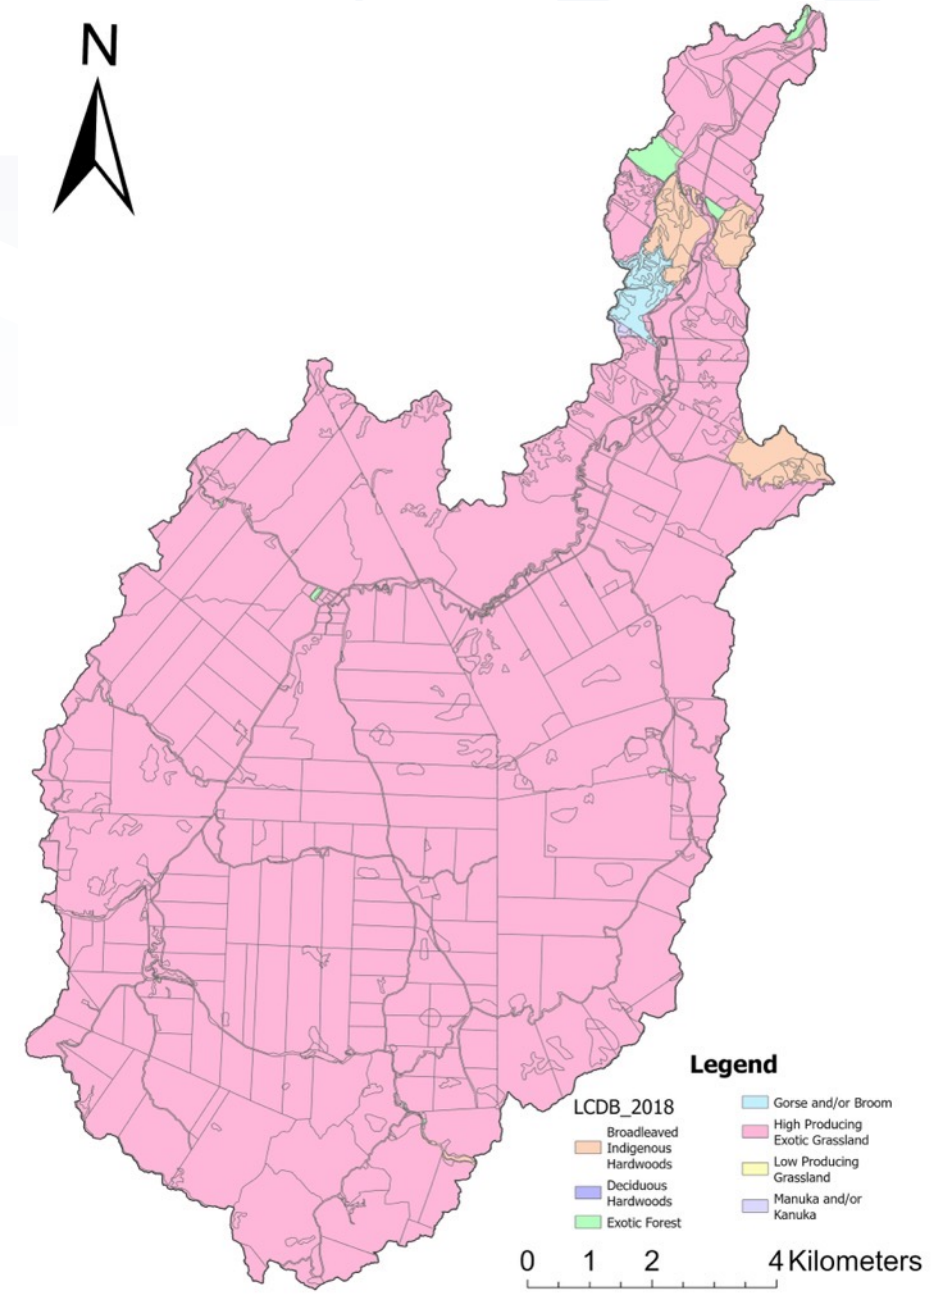 N
Legend
LCDB_2018
Broadleaved
Indigenous
Hardwoods
Deciduous
Hardwoods
Exotic Forest
Gorse and/or Broom
High Producing
Exotic Grassland
Low Producing
Grassland
Manuka and/or
Kanuka
0 1 2 4 Kilometers